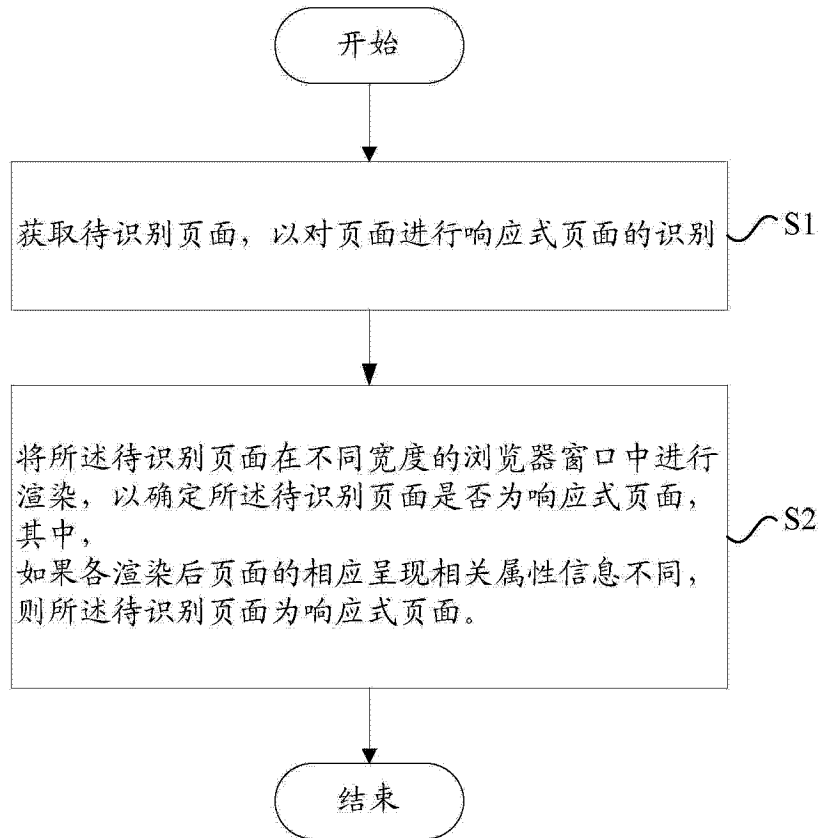 开始
获取待识别页面，以对页面进行响应式页面的识别
S1
将所述待识别页面在不同宽度的浏览器窗口中进行
渲染，以确定所述待识别页面是否为响应式页面，
其中，
如果各渲染后页面的相应呈现相关属性信息不同，
则所述待识别页面为响应式页面。
S2
结束